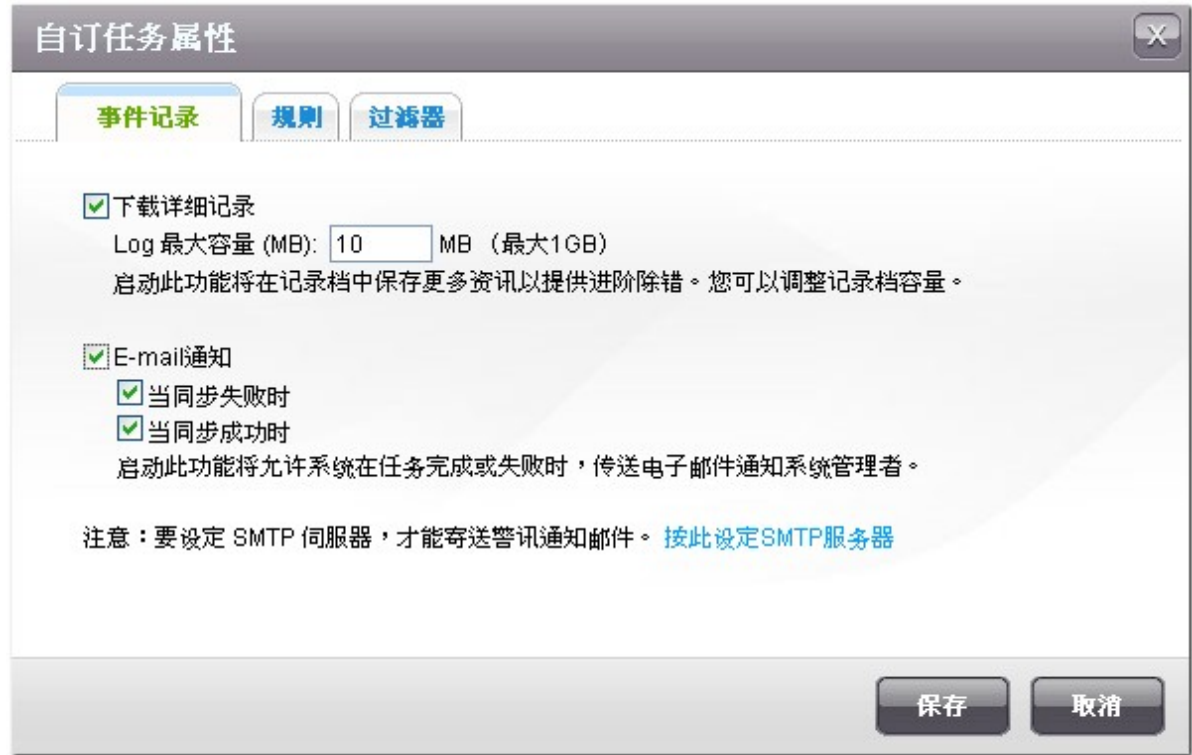 自订任务属性
X
事件记录 规则 过滤器
下载详细记录
Log 最大容量 (MB): 10 MB （最大1GB）
启动此功能将在记录档中保存更多资讯以提供进阶除错。您可以调整记录档容量。
E-mail通知
当同步失败时
当同步成功时
启动此功能将允许系统在任务完成或失败时，传送电子邮件通知系统管理者。
注意：要设定 SMTP 伺服器，才能寄送警讯通知邮件。 按此设定SMTP服务器
保存 取消